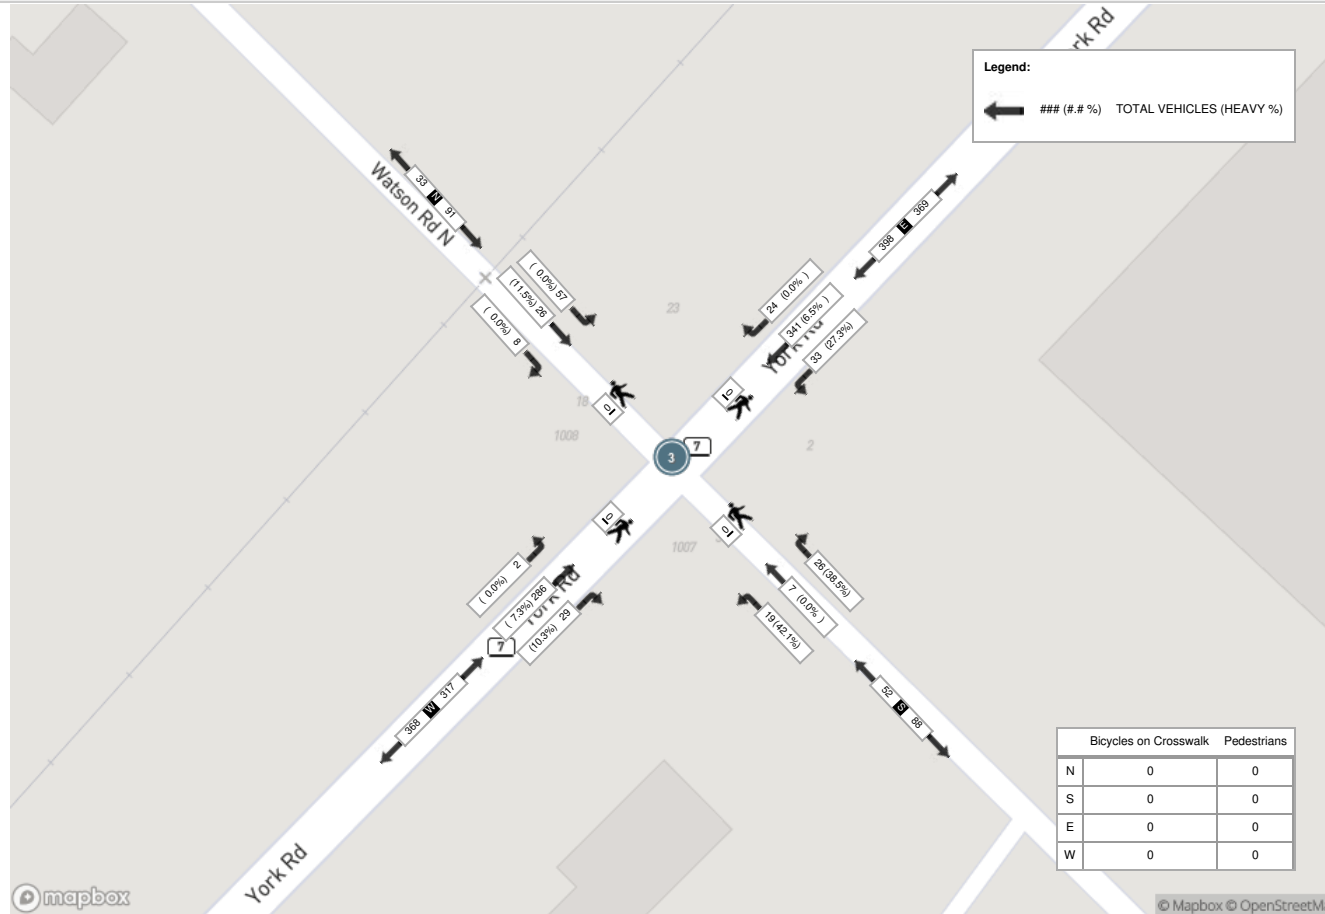 York Rd
Legend:
### (#.# %) TOTAL VEHICLES (HEAVY %)
Watson Rd N
33 N 91
398 E 369
( 0.0%) 57
(11.5%) 26
( 0.0%) 8
24 (0.0% )
341 (6.5% )
33 (27.3%)
York Rd
23
0
0
18
1008
2
7
3
0
0
1007
( 0.0%) 2
( 7.3%) 286
(10.3%) 29
York Rd
26 (38.5%)
7 (0.0% )
19 (42.1%)
7
368 W 317
52 S 88
Bicycles on Crosswalk Pedestrians
N 0 0
S 0 0
E 0 0
W 0 0
York Rd
mapbox
© Mapbox © OpenStreetM